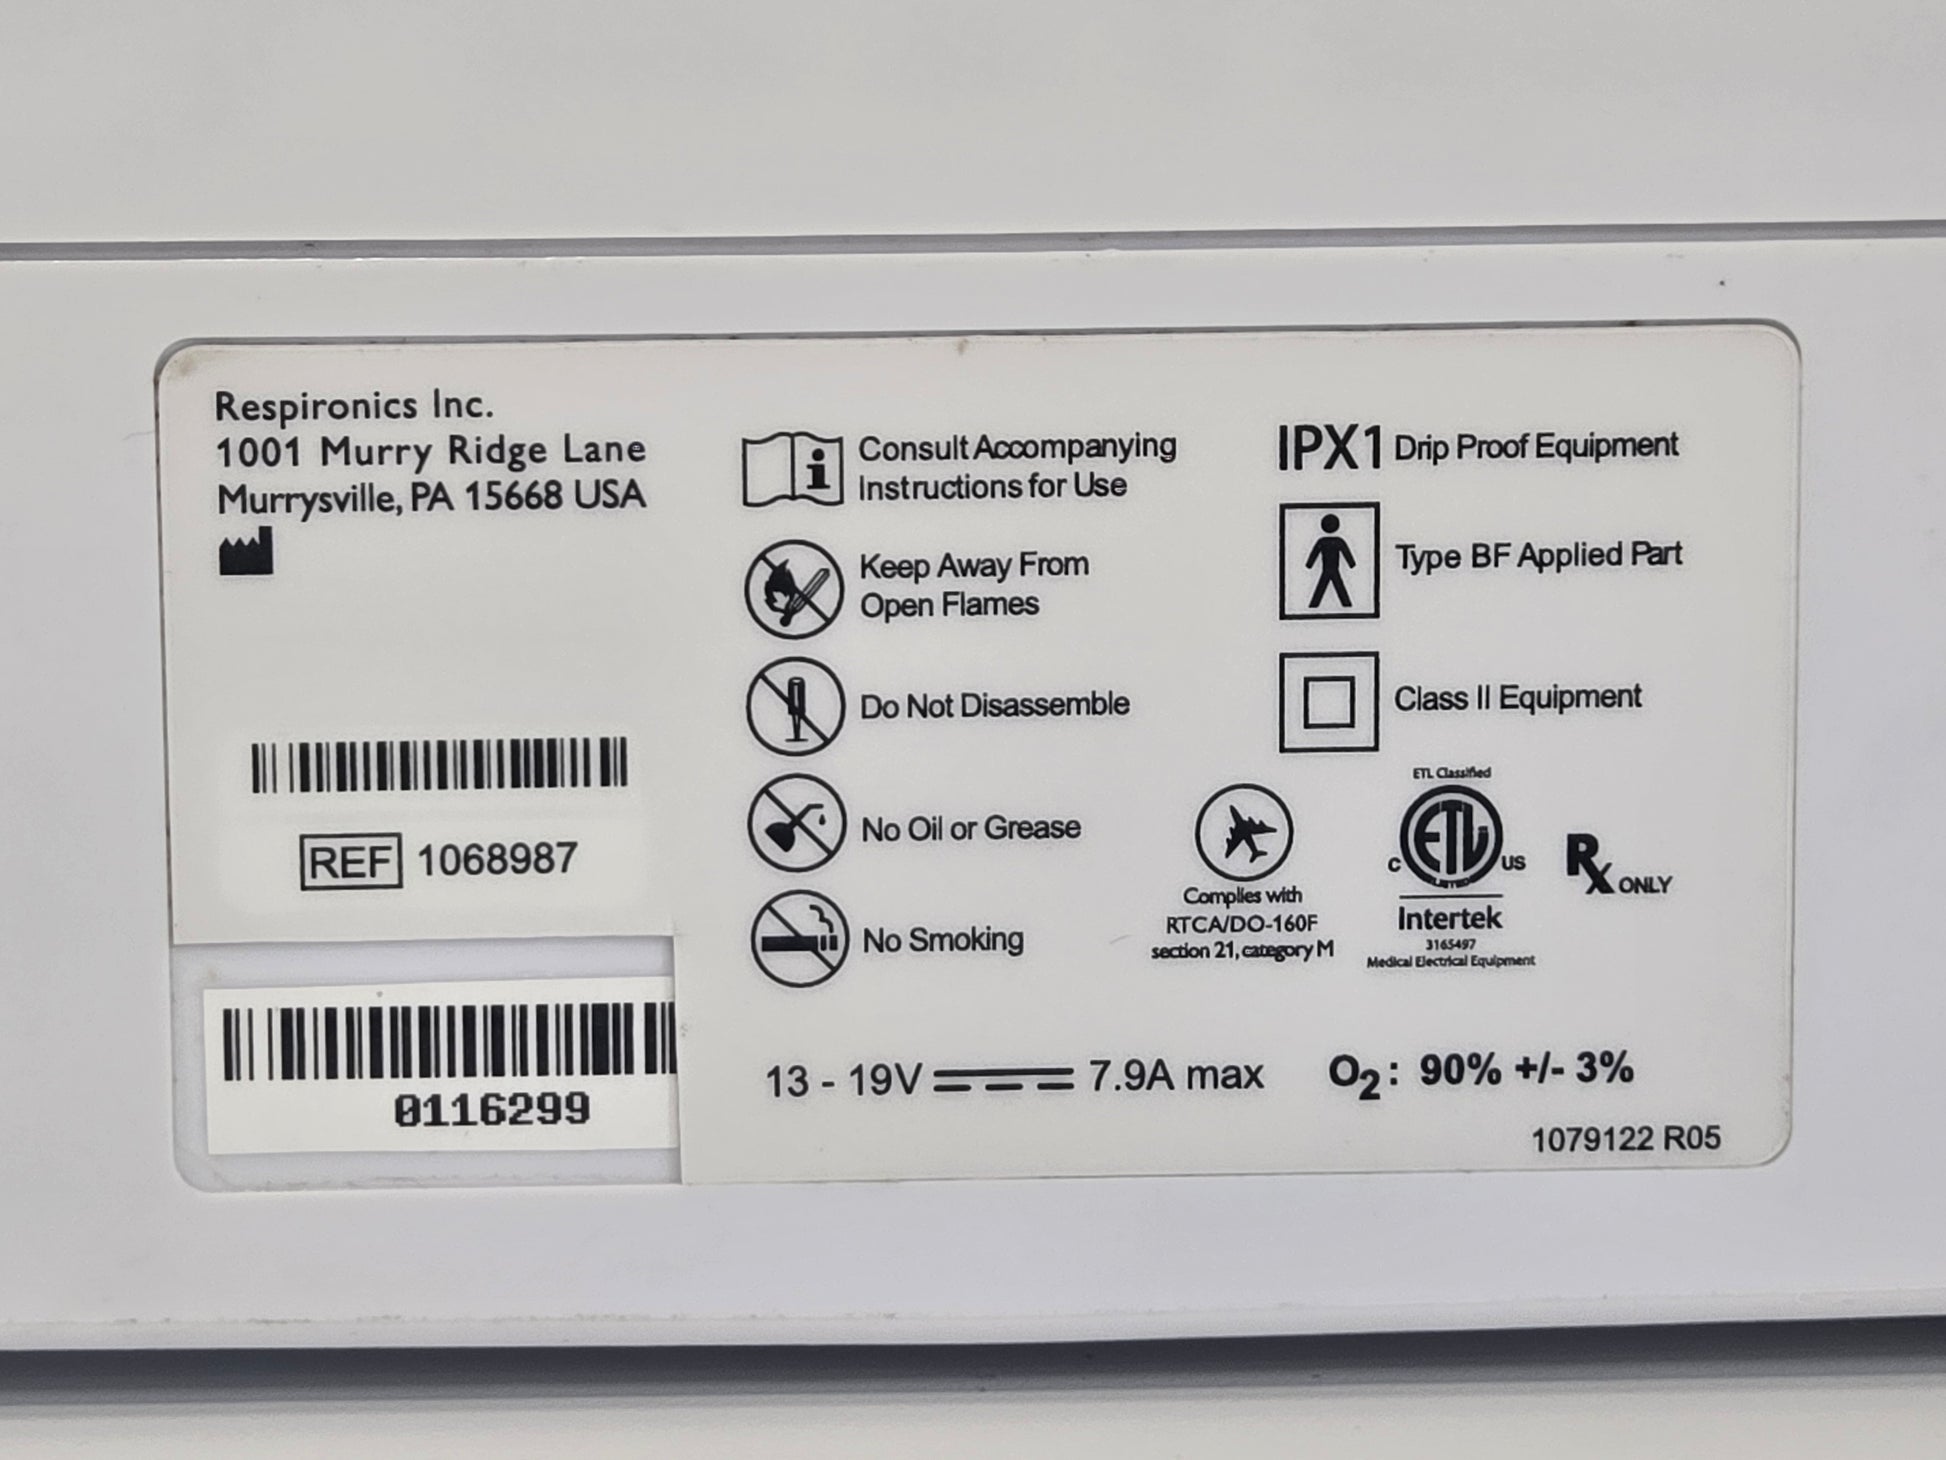 Respironics Inc.
1001 Murry Ridge Lane
Murrysville, PA 15668 USA
REF 1068987
0116299
Consult Accompanying
Instructions for Use
Keep Away From
Open Flames
Do Not Disassemble
No Oil or Grease
No Smoking
IPX1 Drip Proof Equipment
Type BF Applied Part
Class II Equipment
Complies with
RTCA/DO-160F
section 21, category M
ETL Classified
C ETL US
LISTED
Intertek
3165497
Medical Electrical Equipment
Rx ONLY
13 - 19V 7.9A max
O₂: 90% +/- 3%
1079122 R05